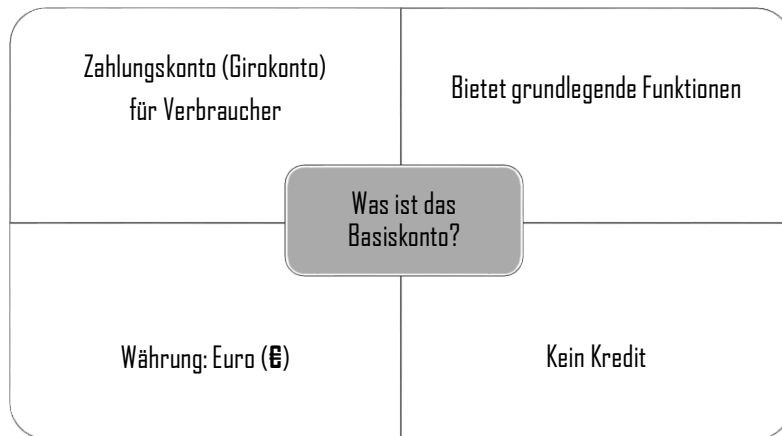 Zahlungskonto (Girokonto)
für Verbraucher
Bietet grundlegende Funktionen
Was ist das
Basiskonto?
Währung: Euro (€)
Kein Kredit